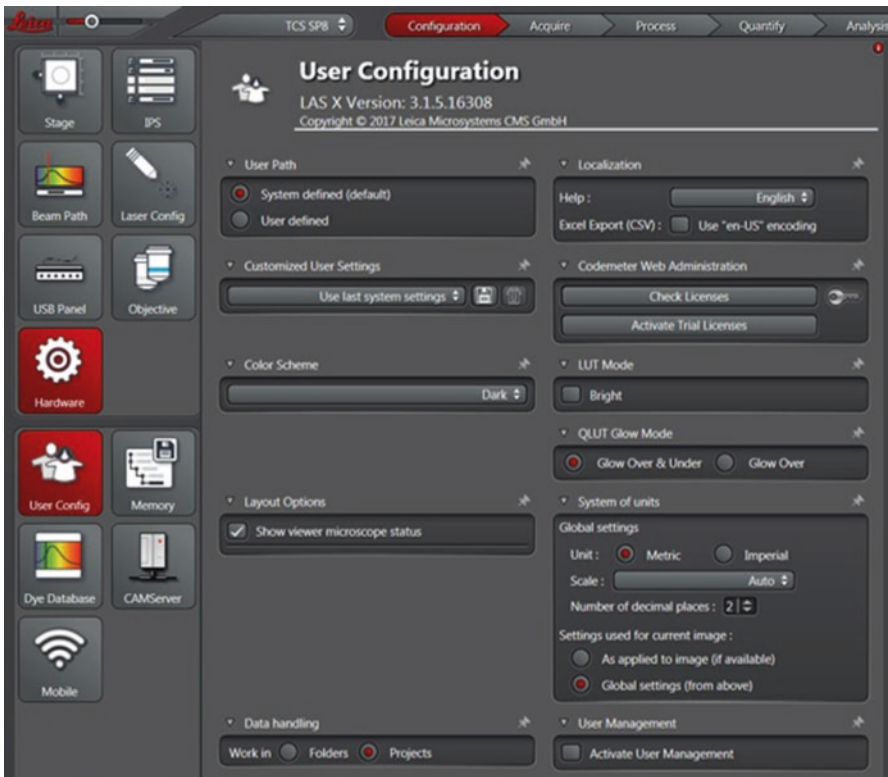 Leica
TCS SP8
Configuration
Acquire
Process
Quantify
Analysis
Stage
IPS
Beam Path
Laser Config
USB Panel
Objective
Hardware
User Config
Memory
Dye Database
CAMServer
Mobile
User Configuration
LAS X Version: 3.1.5.16308
Copyright © 2017 Leica Microsystems CMS GmbH
User Path
System defined (default)
User defined
Customized User Settings
Use last system settings
Color Scheme
Dark
Layout Options
Show viewer microscope status
Data handling
Work in Folders Projects
Localization
Help : English
Excel Export (CSV) : Use "en-US" encoding
Codemeter Web Administration
Check Licenses
Activate Trial Licenses
LUT Mode
Bright
QLUT Glow Mode
Glow Over & Under Glow Over
System of units
Global settings
Unit : Metric Imperial
Scale : Auto
Number of decimal places : 2
Settings used for current image :
As applied to image (if available)
Global settings (from above)
User Management
Activate User Management